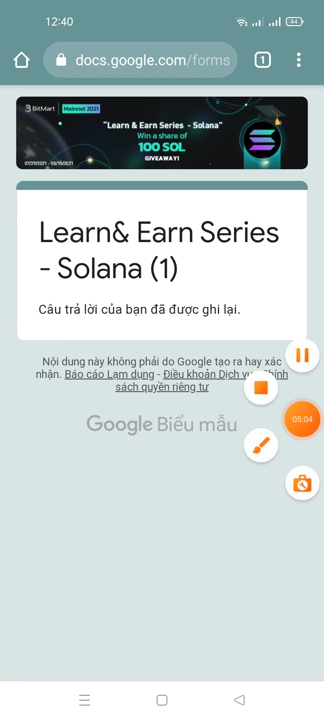 12:40
44
docs.google.com/forms
1
BitMart Mainnet 2021
"Learn & Earn Series - Solana"
Win a share of
100 SOL
GIVEAWAY!
Learn& Earn Series
- Solana (1)
Câu trả lời của bạn đã được ghi lại.
Nội dung này không phải do Google tạo ra hay xác
nhận. Báo cáo Lạm dụng - Điều khoản Dịch vụ
sách quyền riêng tư
05:04
Google Biểu mẫu